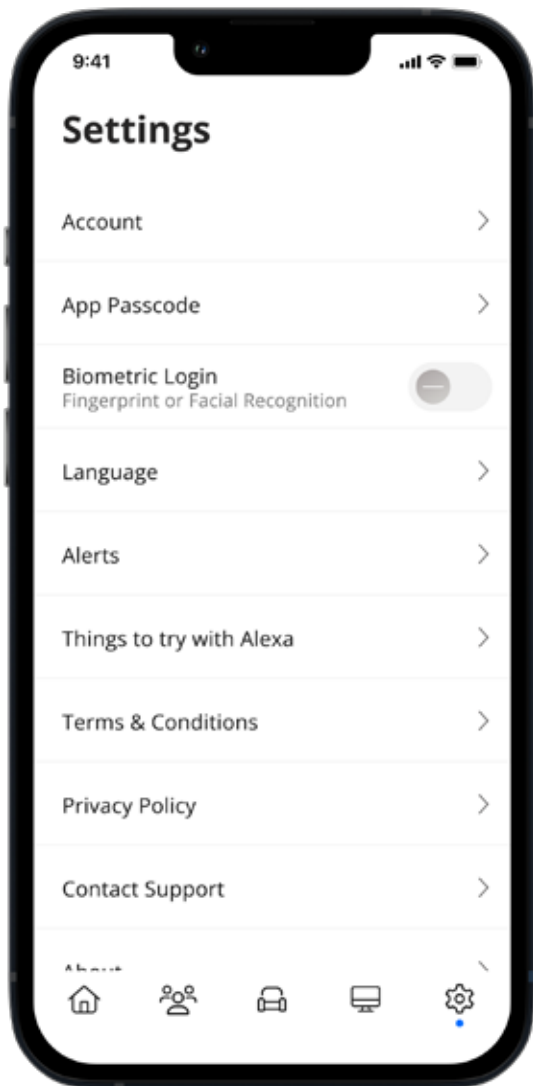 9:41
Settings
Account
App Passcode
Biometric Login
Fingerprint or Facial Recognition
Language
Alerts
Things to try with Alexa
Terms & Conditions
Privacy Policy
Contact Support
About